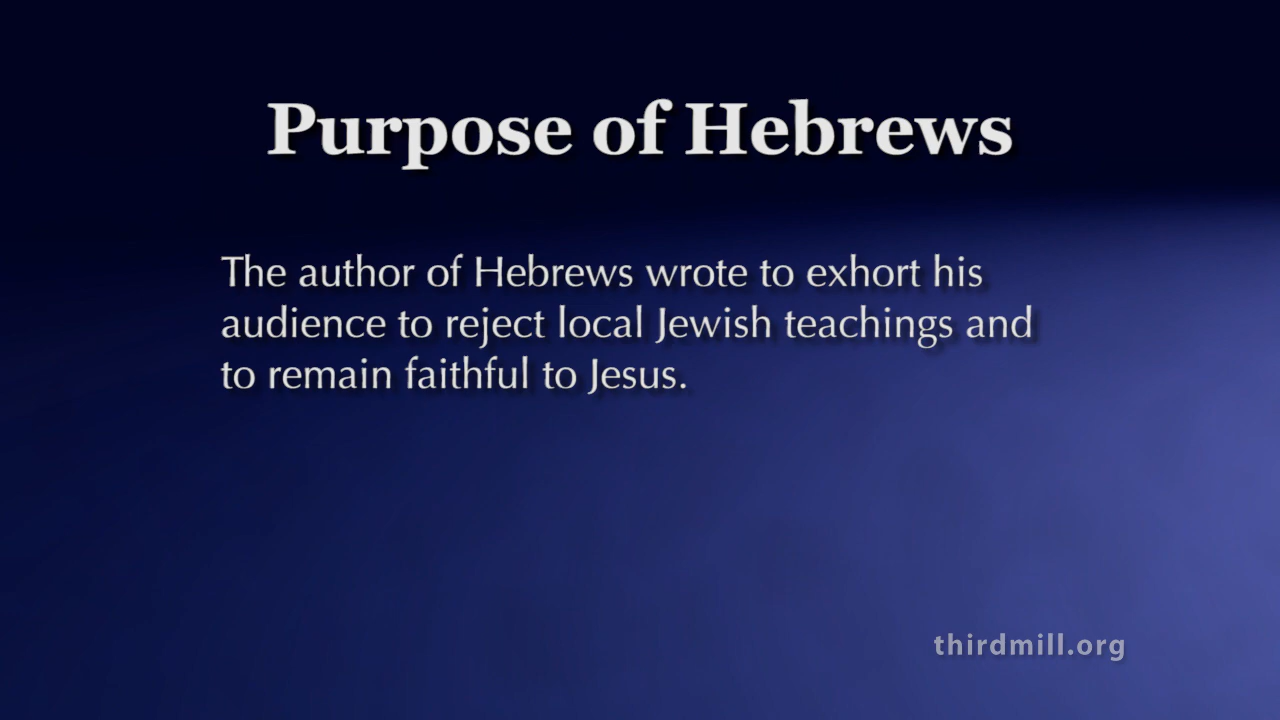 Purpose of Hebrews
The author of Hebrews wrote to exhort his
audience to reject local Jewish teachings and
to remain faithful to Jesus.
thirdmill.org